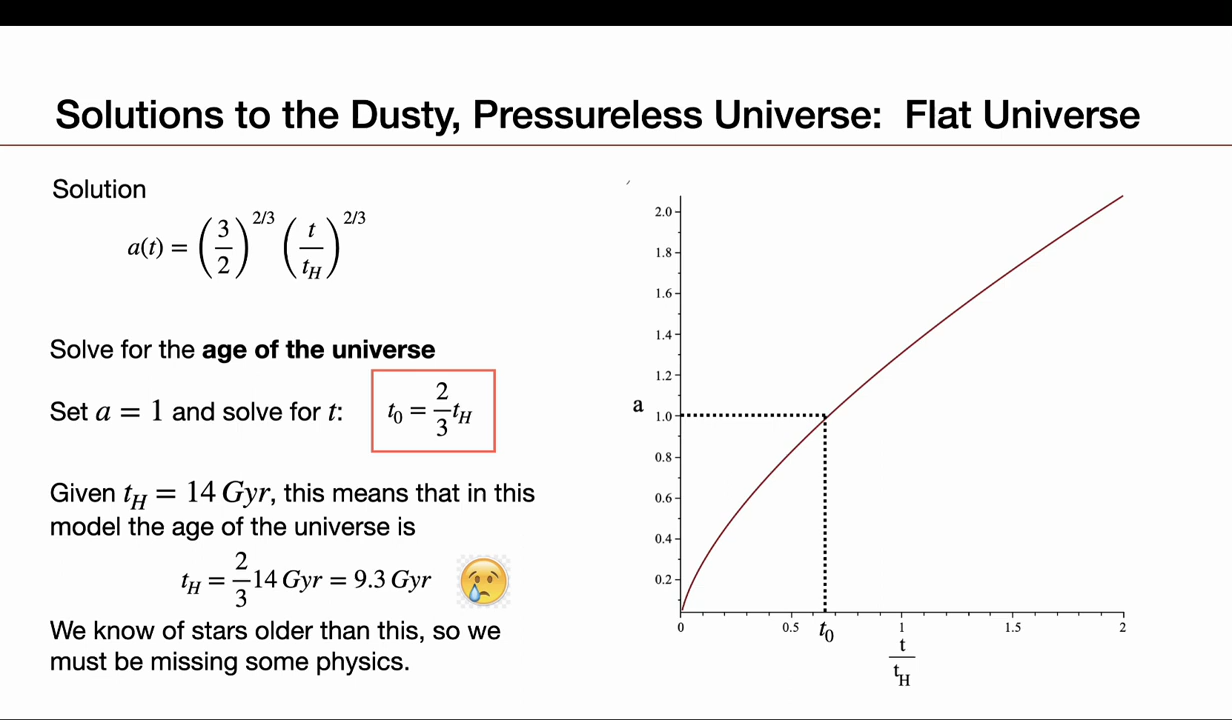 Solutions to the Dusty, Pressureless Universe: Flat Universe
Solution
a(t) = (3/2)^2/3 (t/t_H)^2/3
Solve for the age of the universe
Set a = 1 and solve for t: t_0 = 2/3 t_H
Given t_H = 14 Gyr, this means that in this
model the age of the universe is
t_H = 2/3 14 Gyr = 9.3 Gyr
We know of stars older than this, so we
must be missing some physics.
2.0
1.8
1.6
1.4
1.2
a 1.0
0.8
0.6
0.4
0.2
0 0.5 t_0 1 1.5 2
t
t_H